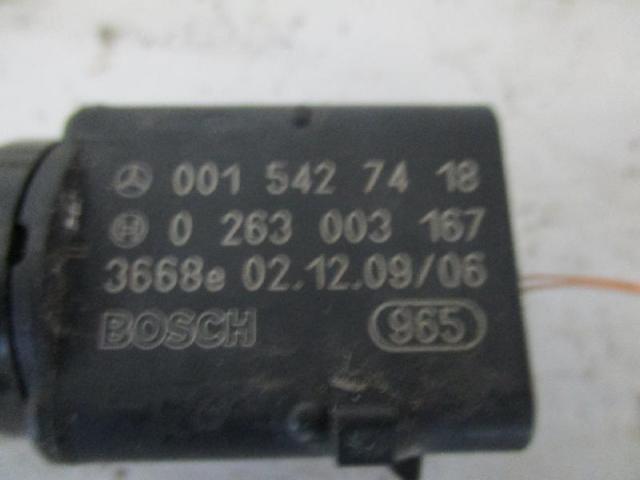 001 542 74 18
0 263 003 167
3668e 02.12.09/06
BOSCH 965